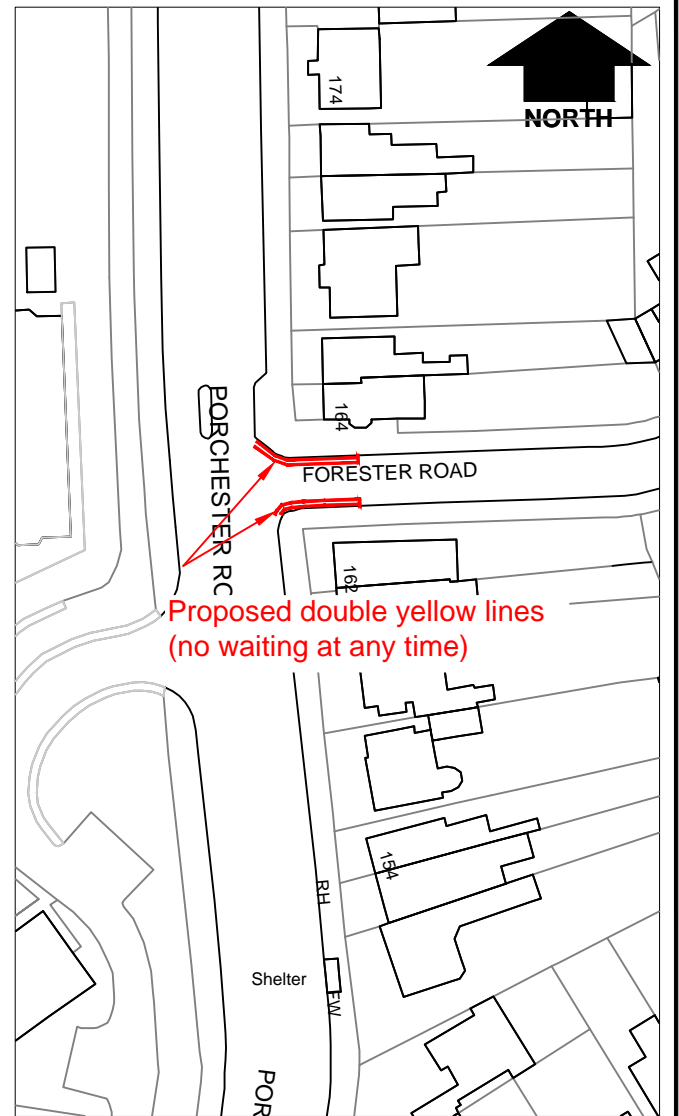 174
NORTH
164
PORCHESTER RC
FORESTER ROAD
162
Proposed double yellow lines
(no waiting at any time)
154
RH
Shelter
FW
POR